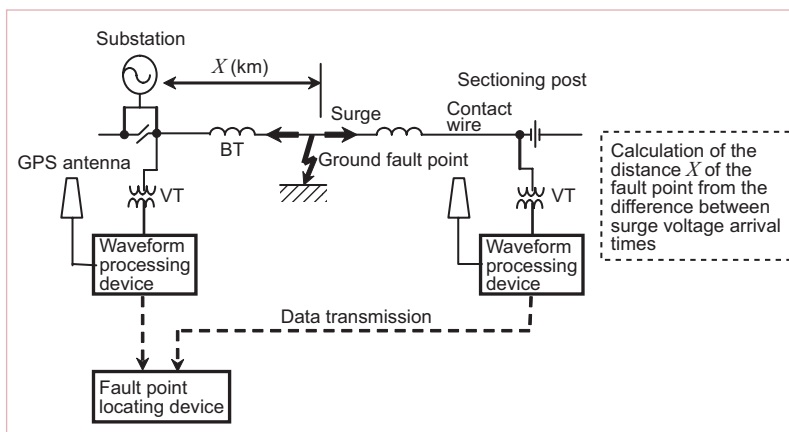 Substation
X (km)
Sectioning post
Surge
Contact
wire
BT
GPS antenna
Ground fault point
Calculation of the
distance X of the
fault point from the
difference between
surge voltage arrival
times
VT
VT
Waveform
processing
device
Waveform
processing
device
Data transmission
Fault point
locating device